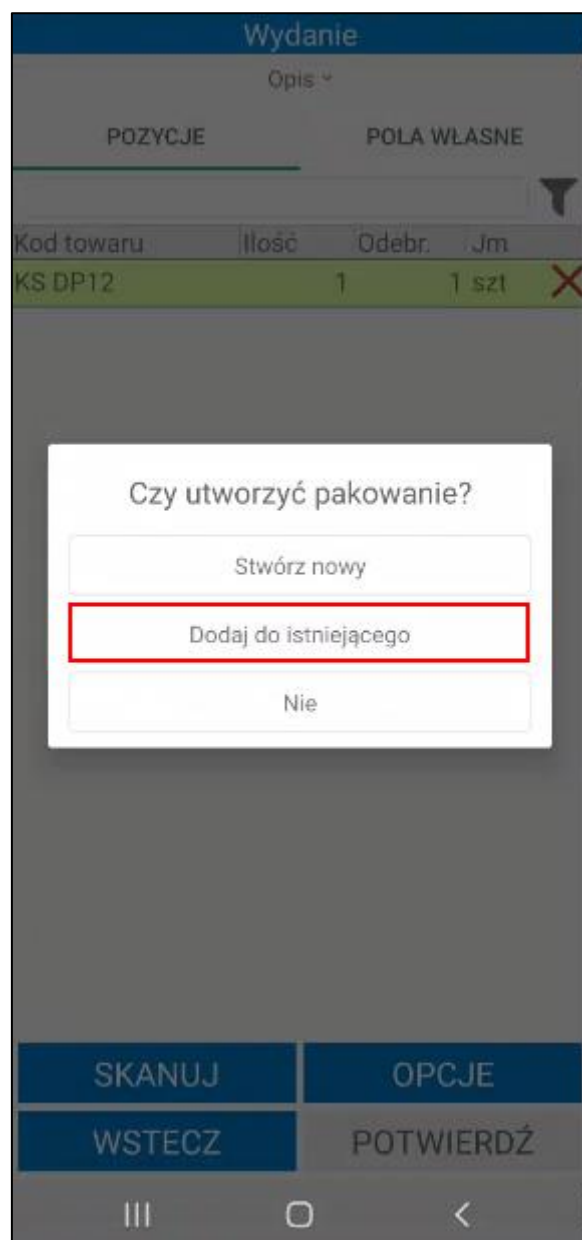 Wydanie
Opis
POZYCJE POLA WŁASNE
Kod towaru Ilość Odebr. Jm
KS DP12 1 1 szt
Czy utworzyć pakowanie?
Stwórz nowy
Dodaj do istniejącego
Nie
SKANUJ OPCJE
WSTECZ POTWIERDŹ